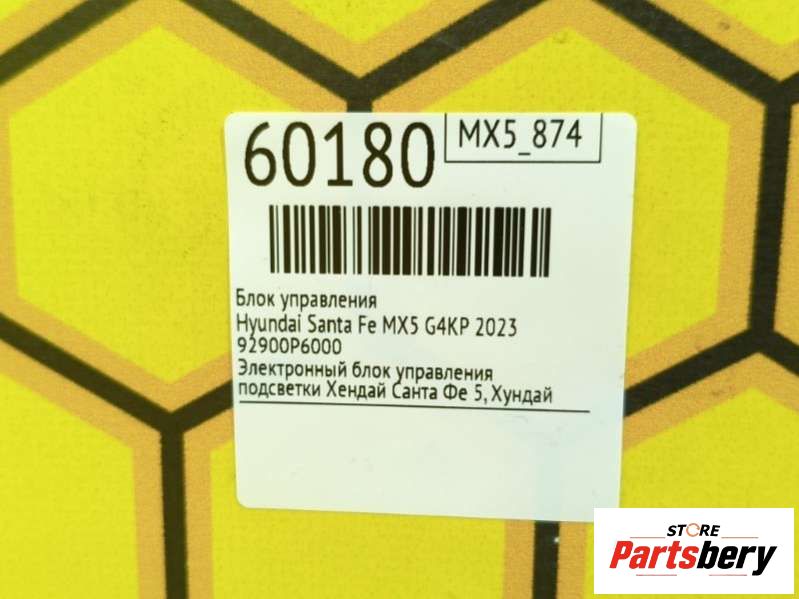 60180
MX5_874
Блок управления
Hyundai Santa Fe MX5 G4KP 2023
92900P6000
Электронный блок управления
подсветки Хендай Санта Фе 5, Хундай
STORE
Partsbery